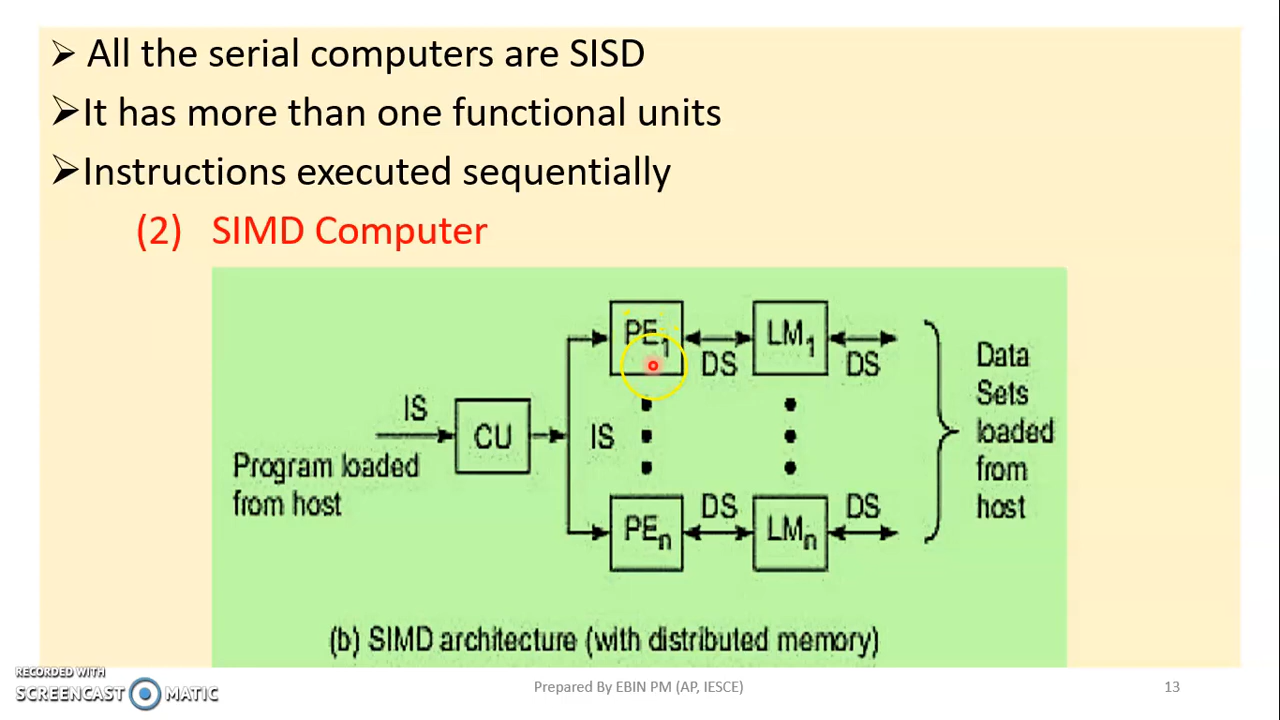 ➢ All the serial computers are SISD
➢It has more than one functional units
➢Instructions executed sequentially
(2) SIMD Computer
PE1
DS
LM1
DS
IS
CU
IS
Program loaded
from host
Data
Sets
loaded
from
host
PEn
DS
LMn
DS
(b) SIMD architecture (with distributed memory)
RECORDED WITH
SCREENCAST MATIC
Prepared By EBIN PM (AP, IESCE)
13